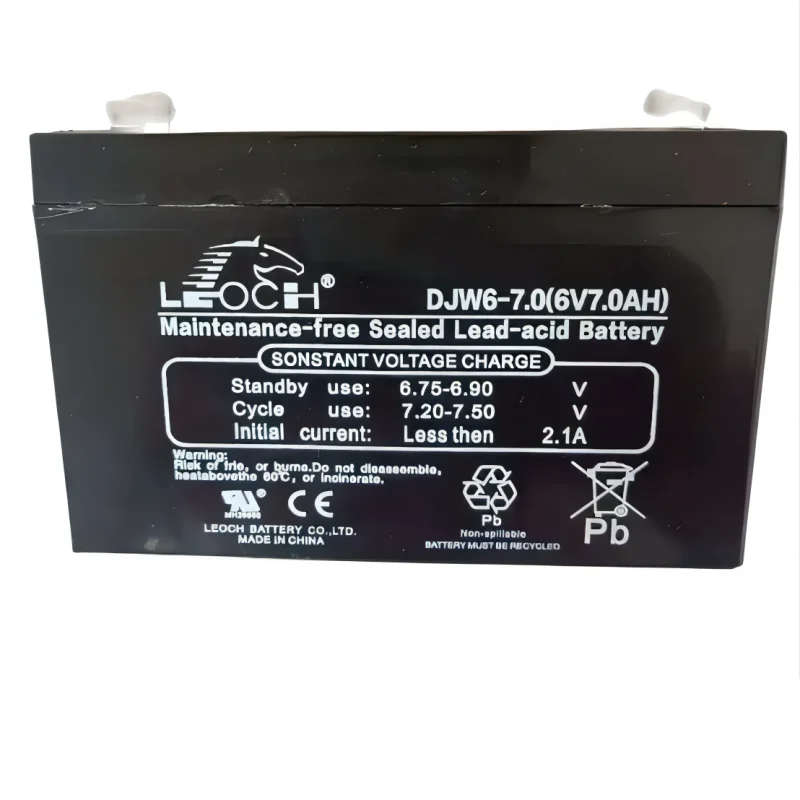 LEOCH®
DJW6-7.0(6V7.0AH)
Maintenance-free Sealed Lead-acid Battery
SONSTANT VOLTAGE CHARGE
Standby use: 6.75-6.90 V
Cycle use: 7.20-7.50 V
Initial current: Less then 2.1A
Warning:
Risk of frie, or burns.Do not disassemble,
heatabovethe 60℃, or incinerate.
CE
Pb
Non-spillable
BATTERY MUST BE RECYCLED
Pb
LEOCH BATTERY CO.,LTD.
MADE IN CHINA